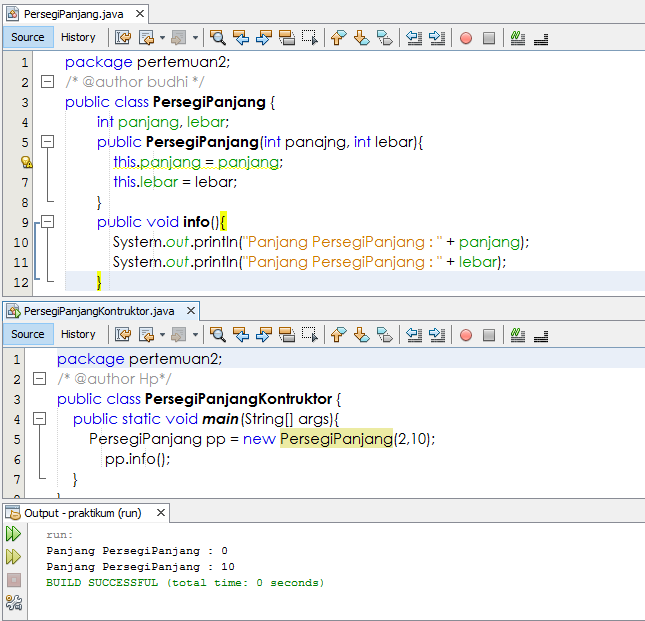 PersegiPanjang.java
Source History
1 package pertemuan2;
2 /* @author budhi */
3 public class PersegiPanjang {
4 int panjang, lebar;
5 public PersegiPanjang(int panajng, int lebar){
this.panjang = panjang;
7 this.lebar = lebar;
8 }
9 public void info(){
10 System.out.println("Panjang PersegiPanjang : " + panjang);
11 System.out.println("Panjang PersegiPanjang : " + lebar);
12 }
PersegiPanjangKontruktor.java
Source History
1 package pertemuan2;
2 /* @author Hp*/
3 public class PersegiPanjangKontruktor {
4 public static void main(String[] args){
5 PersegiPanjang pp = new PersegiPanjang(2,10);
6 pp.info();
7 }
Output - praktikum (run)
run:
Panjang PersegiPanjang : 0
Panjang PersegiPanjang : 10
BUILD SUCCESSFUL (total time: 0 seconds)